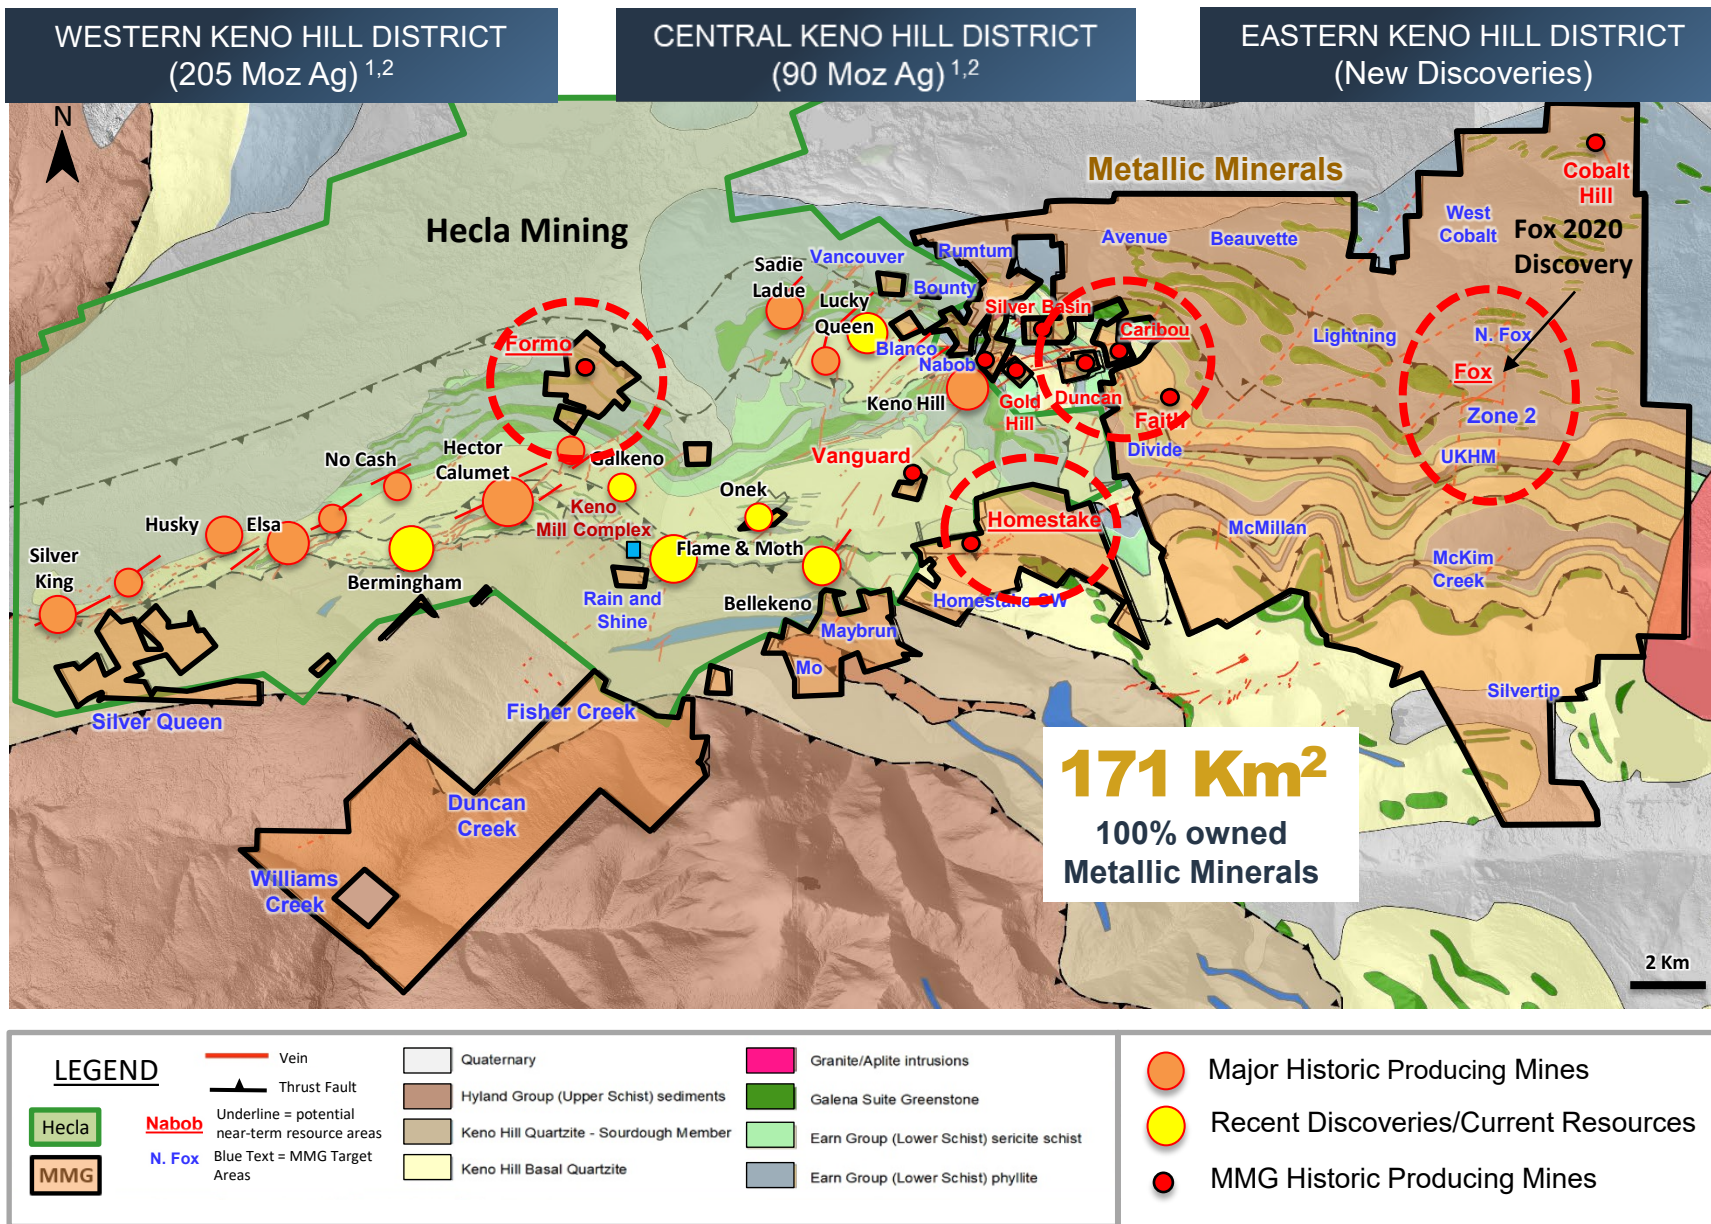 WESTERN KENO HILL DISTRICT
(205 Moz Ag) 1,2
CENTRAL KENO HILL DISTRICT
(90 Moz Ag) 1,2
EASTERN KENO HILL DISTRICT
(New Discoveries)
N
Metallic Minerals
Hecla Mining
Cobalt
Hill
West
Cobalt
Fox 2020
Discovery
Avenue
Beauvette
Rumtum
Vancouver
Sadie
Ladue
Bounty
Lucky
Queen
Silver Basin
Caribou
Lightning
N. Fox
Formo
Blanco
Nabob
Fox
Keno Hill
Gold
Hill
Duncan
Faith
Zone 2
Divide
UKHM
Hector
Calumet
No Cash
Galkeno
Vanguard
Onek
Keno
Mill Complex
Homestake
McMillan
Husky
Elsa
Flame & Moth
McKim
Creek
Silver
King
Bermingham
Rain and
Shine
Bellekeno
Homestake SW
Maybrun
Mo
Silvertip
Silver Queen
Fisher Creek
171 Km2
100% owned
Metallic Minerals
Duncan
Creek
Williams
Creek
2 Km
LEGEND
Hecla
MMG
Vein
Thrust Fault
Nabob
Underline = potential
near-term resource areas
N. Fox
Blue Text = MMG Target
Areas
Quaternary
Hyland Group (Upper Schist) sediments
Keno Hill Quartzite - Sourdough Member
Keno Hill Basal Quartzite
Granite/Aplite intrusions
Galena Suite Greenstone
Earn Group (Lower Schist) sericite schist
Earn Group (Lower Schist) phyllite
Major Historic Producing Mines
Recent Discoveries/Current Resources
MMG Historic Producing Mines